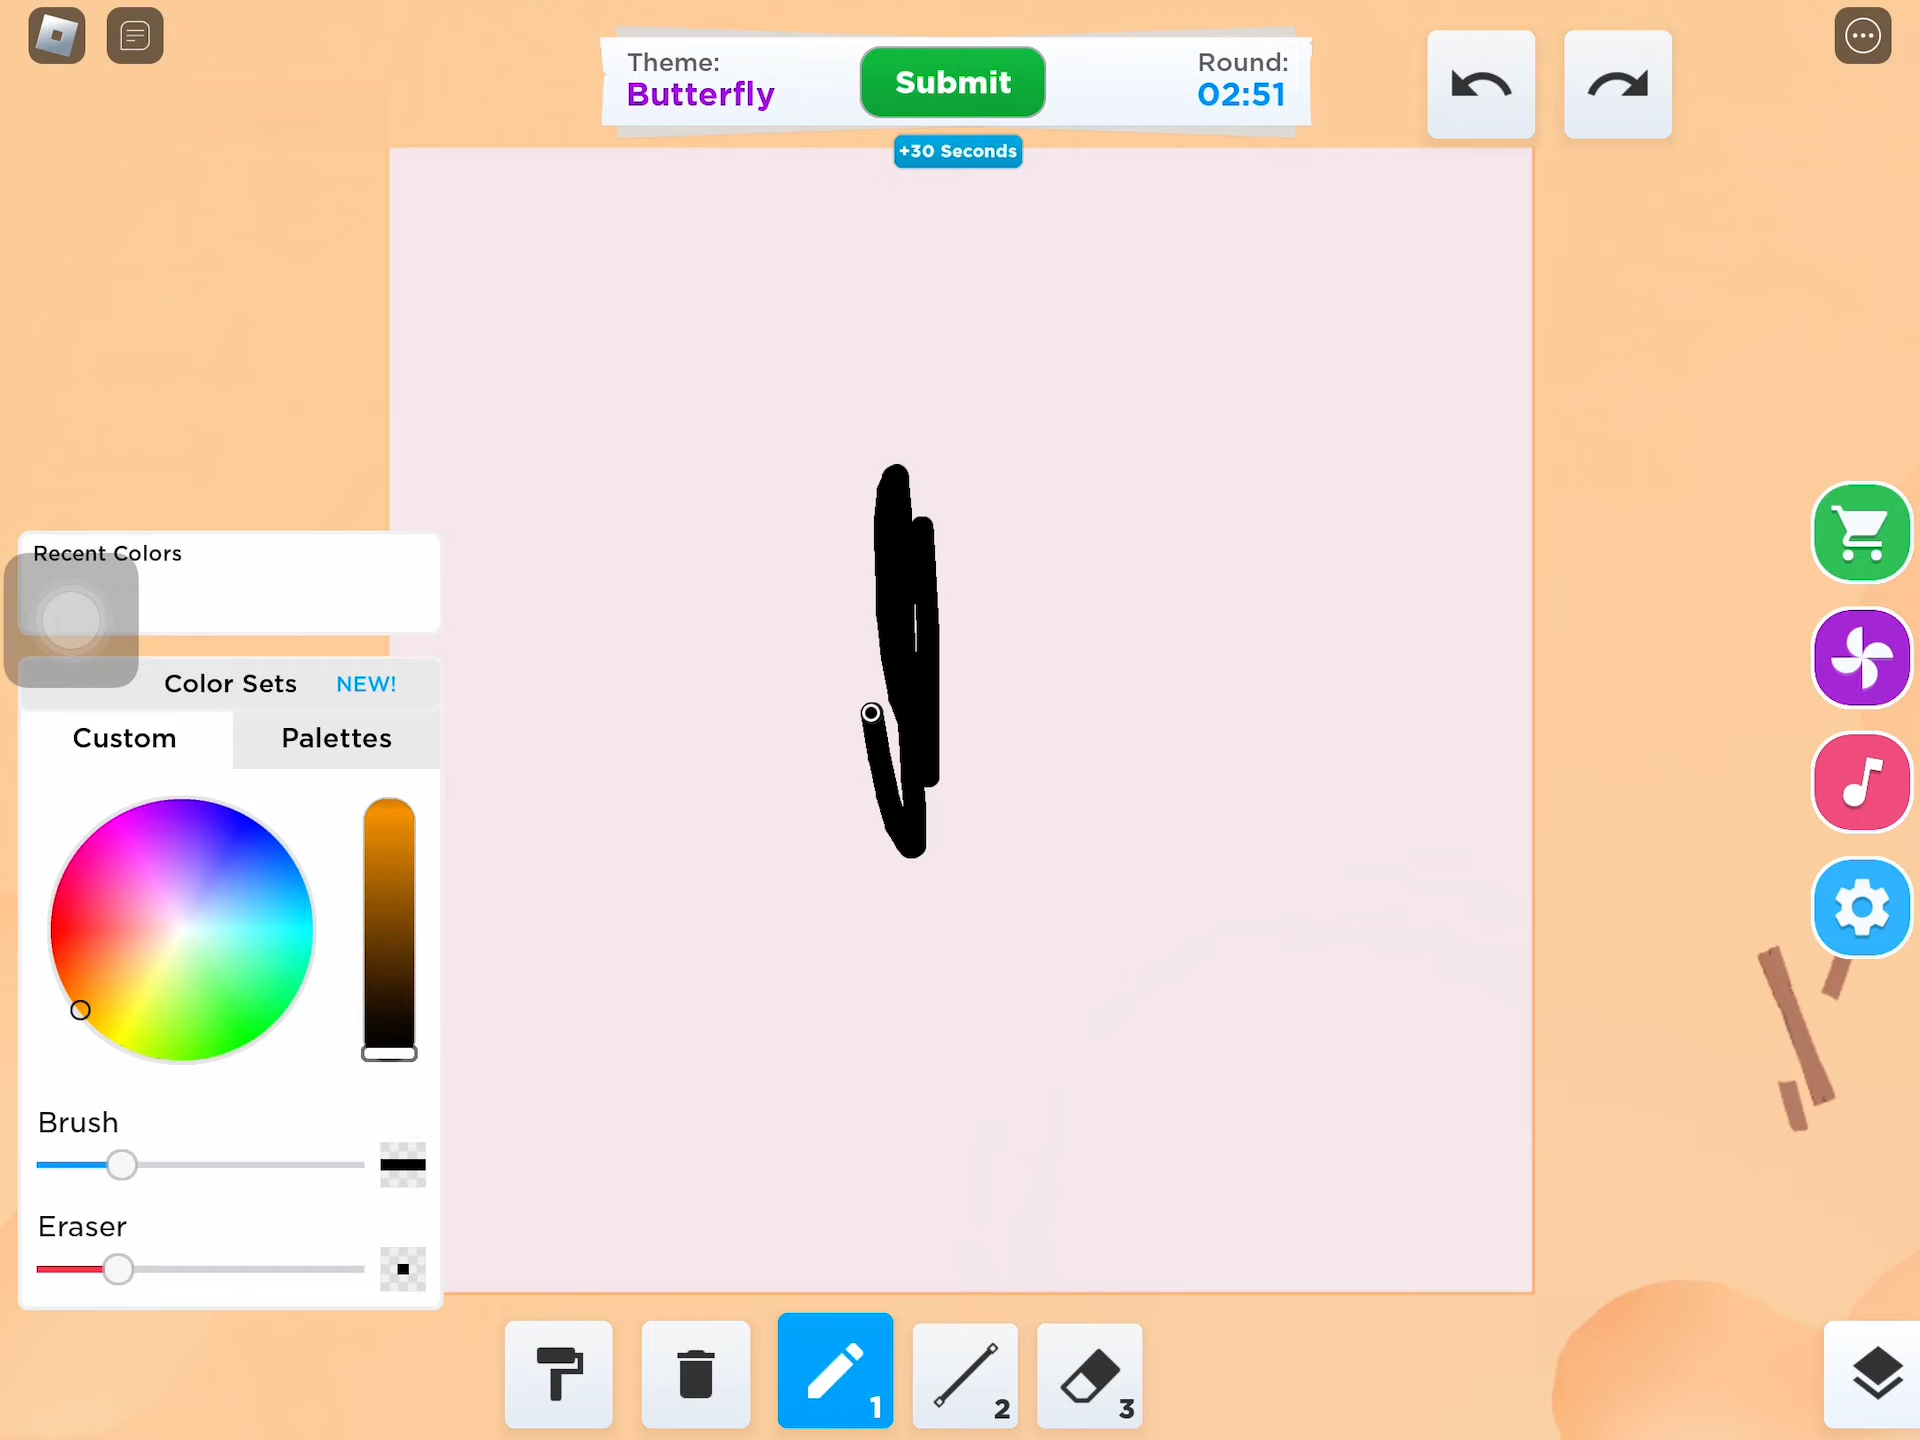 Theme:
Butterfly
Submit
Round:
02:51
+30 Seconds
Recent Colors
Color Sets NEW!
Custom Palettes
Brush
Eraser
1 2 3